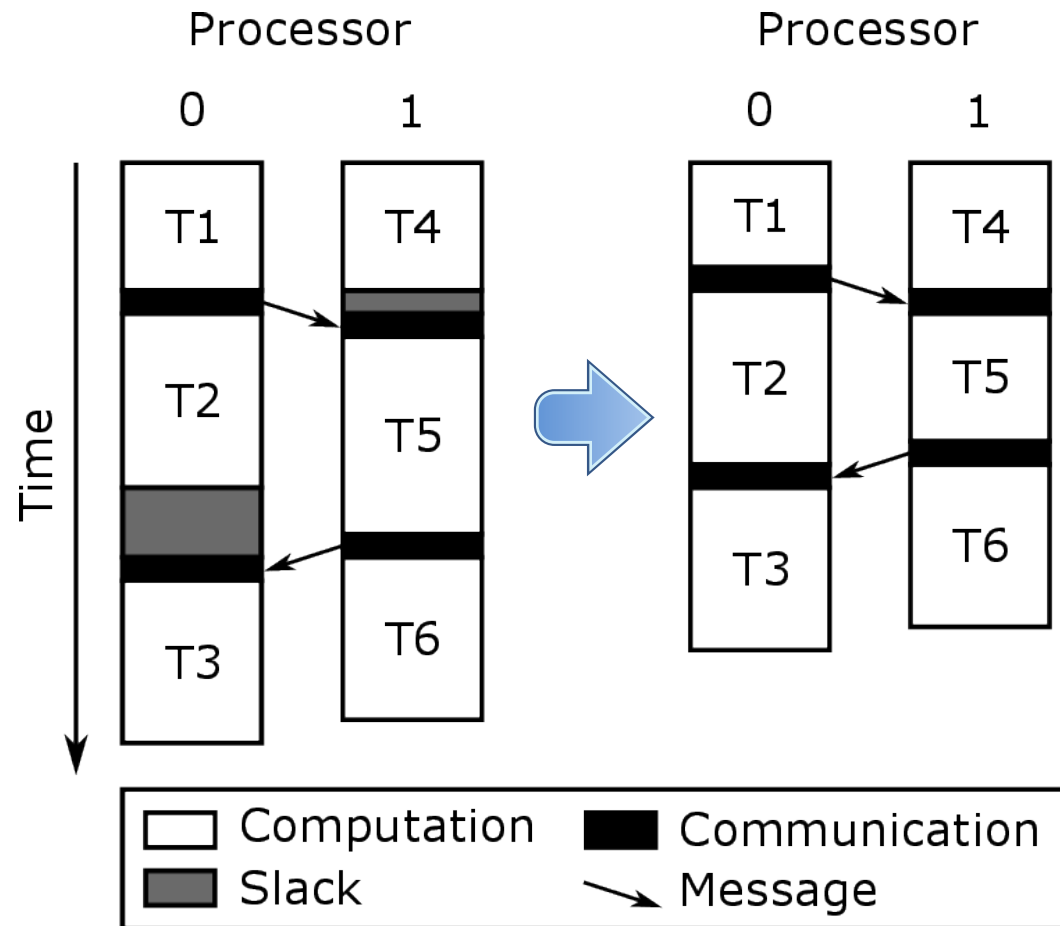 Processor
Processor
0
1
0
1
T1
T4
T1
T4
T2
T5
T2
T5
Time
T3
T6
T3
T6
Computation
Communication
Slack
Message